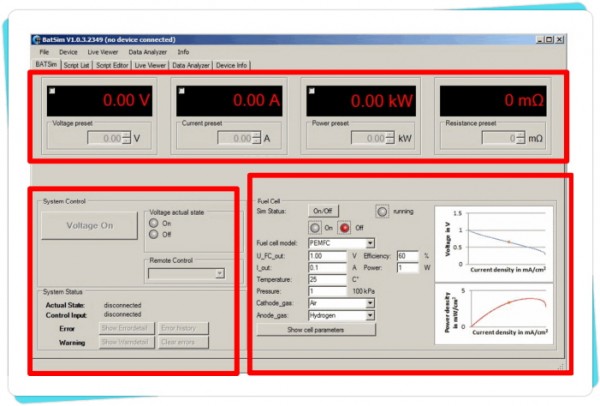 BatSim V1.0.3.2349 (no device connected)
File Device Live Viewer Data Analyzer Info
BATSim Script List Script Editor Live Viewer Data Analyzer Device Info
0.00 V 0.00 A 0.00 kW 0 mΩ
Voltage preset Current preset Power preset Resistance preset
0.00 V 0.00 A 0.00 kW 0 mΩ
System Control
Voltage On
Voltage actual state
On
Off
Remote Control
System Status
Actual State: disconnected
Control Input: disconnected
Error Show Errordetail Error history
Warning Show Warndetail Clear errors
Fuel Cell
Sim Status: On/Off running
On Off
Fuel cell model: PEMFC
U_FC_out: 1.00 V Efficiency: 60 %
I_out: 0.1 A Power: 1 W
Temperature: 25 C°
Pressure: 1 100 kPa
Cathode_gas: Air
Anode_gas: Hydrogen
Show cell parameters
Voltage in V
1.5
1
0.5
0
Current density in mA/cm²
Power density
in mW/cm²
5
0
Current density in mA/cm²